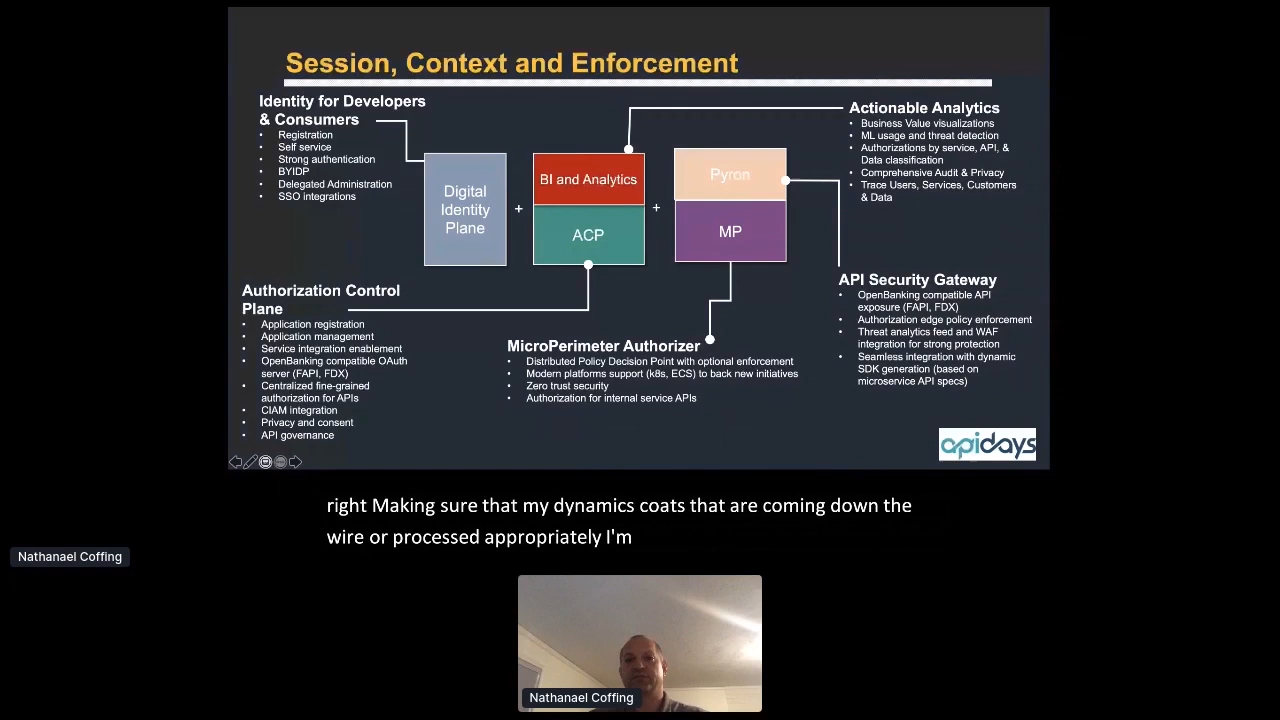 Session, Context and Enforcement
Identity for Developers
& Consumers
• Registration
• Self service
• Strong authentication
• BYIDP
• Delegated Administration
• SSO integrations
Digital
Identity
Plane
+
BI and Analytics
ACP
+
Pyron
MP
Actionable Analytics
• Business Value visualizations
• ML usage and threat detection
• Authorizations by service, API, &
Data classification
• Comprehensive Audit & Privacy
• Trace Users, Services, Customers
& Data
Authorization Control
Plane
• Application registration
• Application management
• Service integration enablement
• OpenBanking compatible OAuth
server (FAPI, FDX)
• Centralized fine-grained
authorization for APIs
• CIAM integration
• Privacy and consent
• API governance
MicroPerimeter Authorizer
• Distributed Policy Decision Point with optional enforcement
• Modern platforms support (k8s, ECS) to back new initiatives
• Zero trust security
• Authorization for internal service APIs
API Security Gateway
• OpenBanking compatible API
exposure (FAPI, FDX)
• Authorization edge policy enforcement
• Threat analytics feed and WAF
integration for strong protection
• Seamless integration with dynamic
SDK generation (based on
microservice API specs)
apidays
right Making sure that my dynamics coats that are coming down the
wire or processed appropriately I'm
Nathanael Coffing
Nathanael Coffing